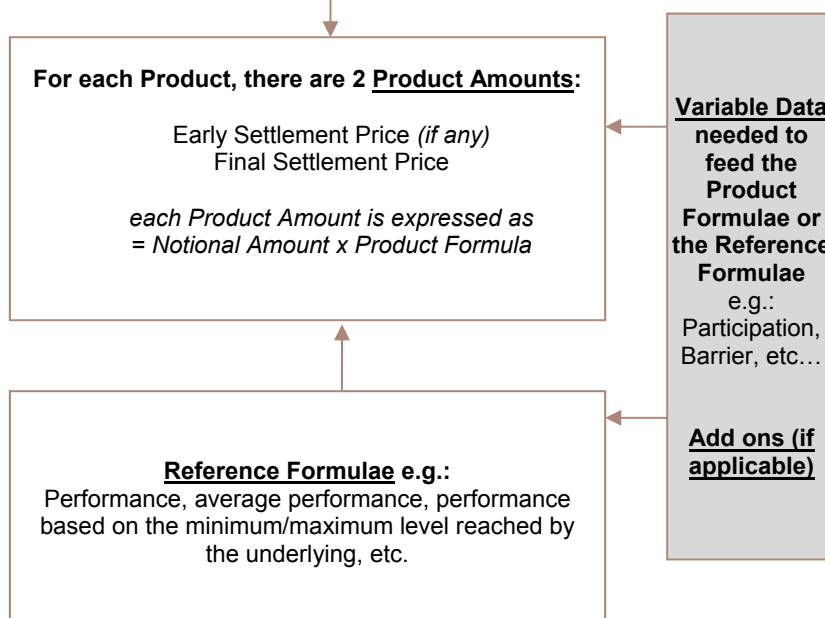 For each Product, there are 2 Product Amounts:
Early Settlement Price (if any)
Final Settlement Price
each Product Amount is expressed as
= Notional Amount x Product Formula
Variable Data
needed to
feed the
Product
Formulae or
the Reference
Formulae
e.g.:
Participation,
Barrier, etc…
Add ons (if
applicable)
Reference Formulae e.g.:
Performance, average performance, performance
based on the minimum/maximum level reached by
the underlying, etc.